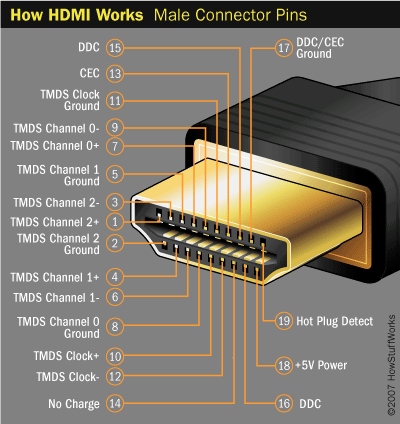 How HDMI Works Male Connector Pins
DDC 15
17 DDC/CEC
Ground
CEC 13
TMDS Clock
Ground 11
TMDS Channel 0- 9
TMDS Channel 0+ 7
TMDS Channel 1
Ground 5
TMDS Channel 2- 3
TMDS Channel 2+ 1
TMDS Channel 2
Ground 2
TMDS Channel 1+ 4
TMDS Channel 1- 6
TMDS Channel 0
Ground 8
19 Hot Plug Detect
TMDS Clock+ 10
18 +5V Power
TMDS Clock- 12
No Charge 14
16 DDC
©2007 HowStuffWorks